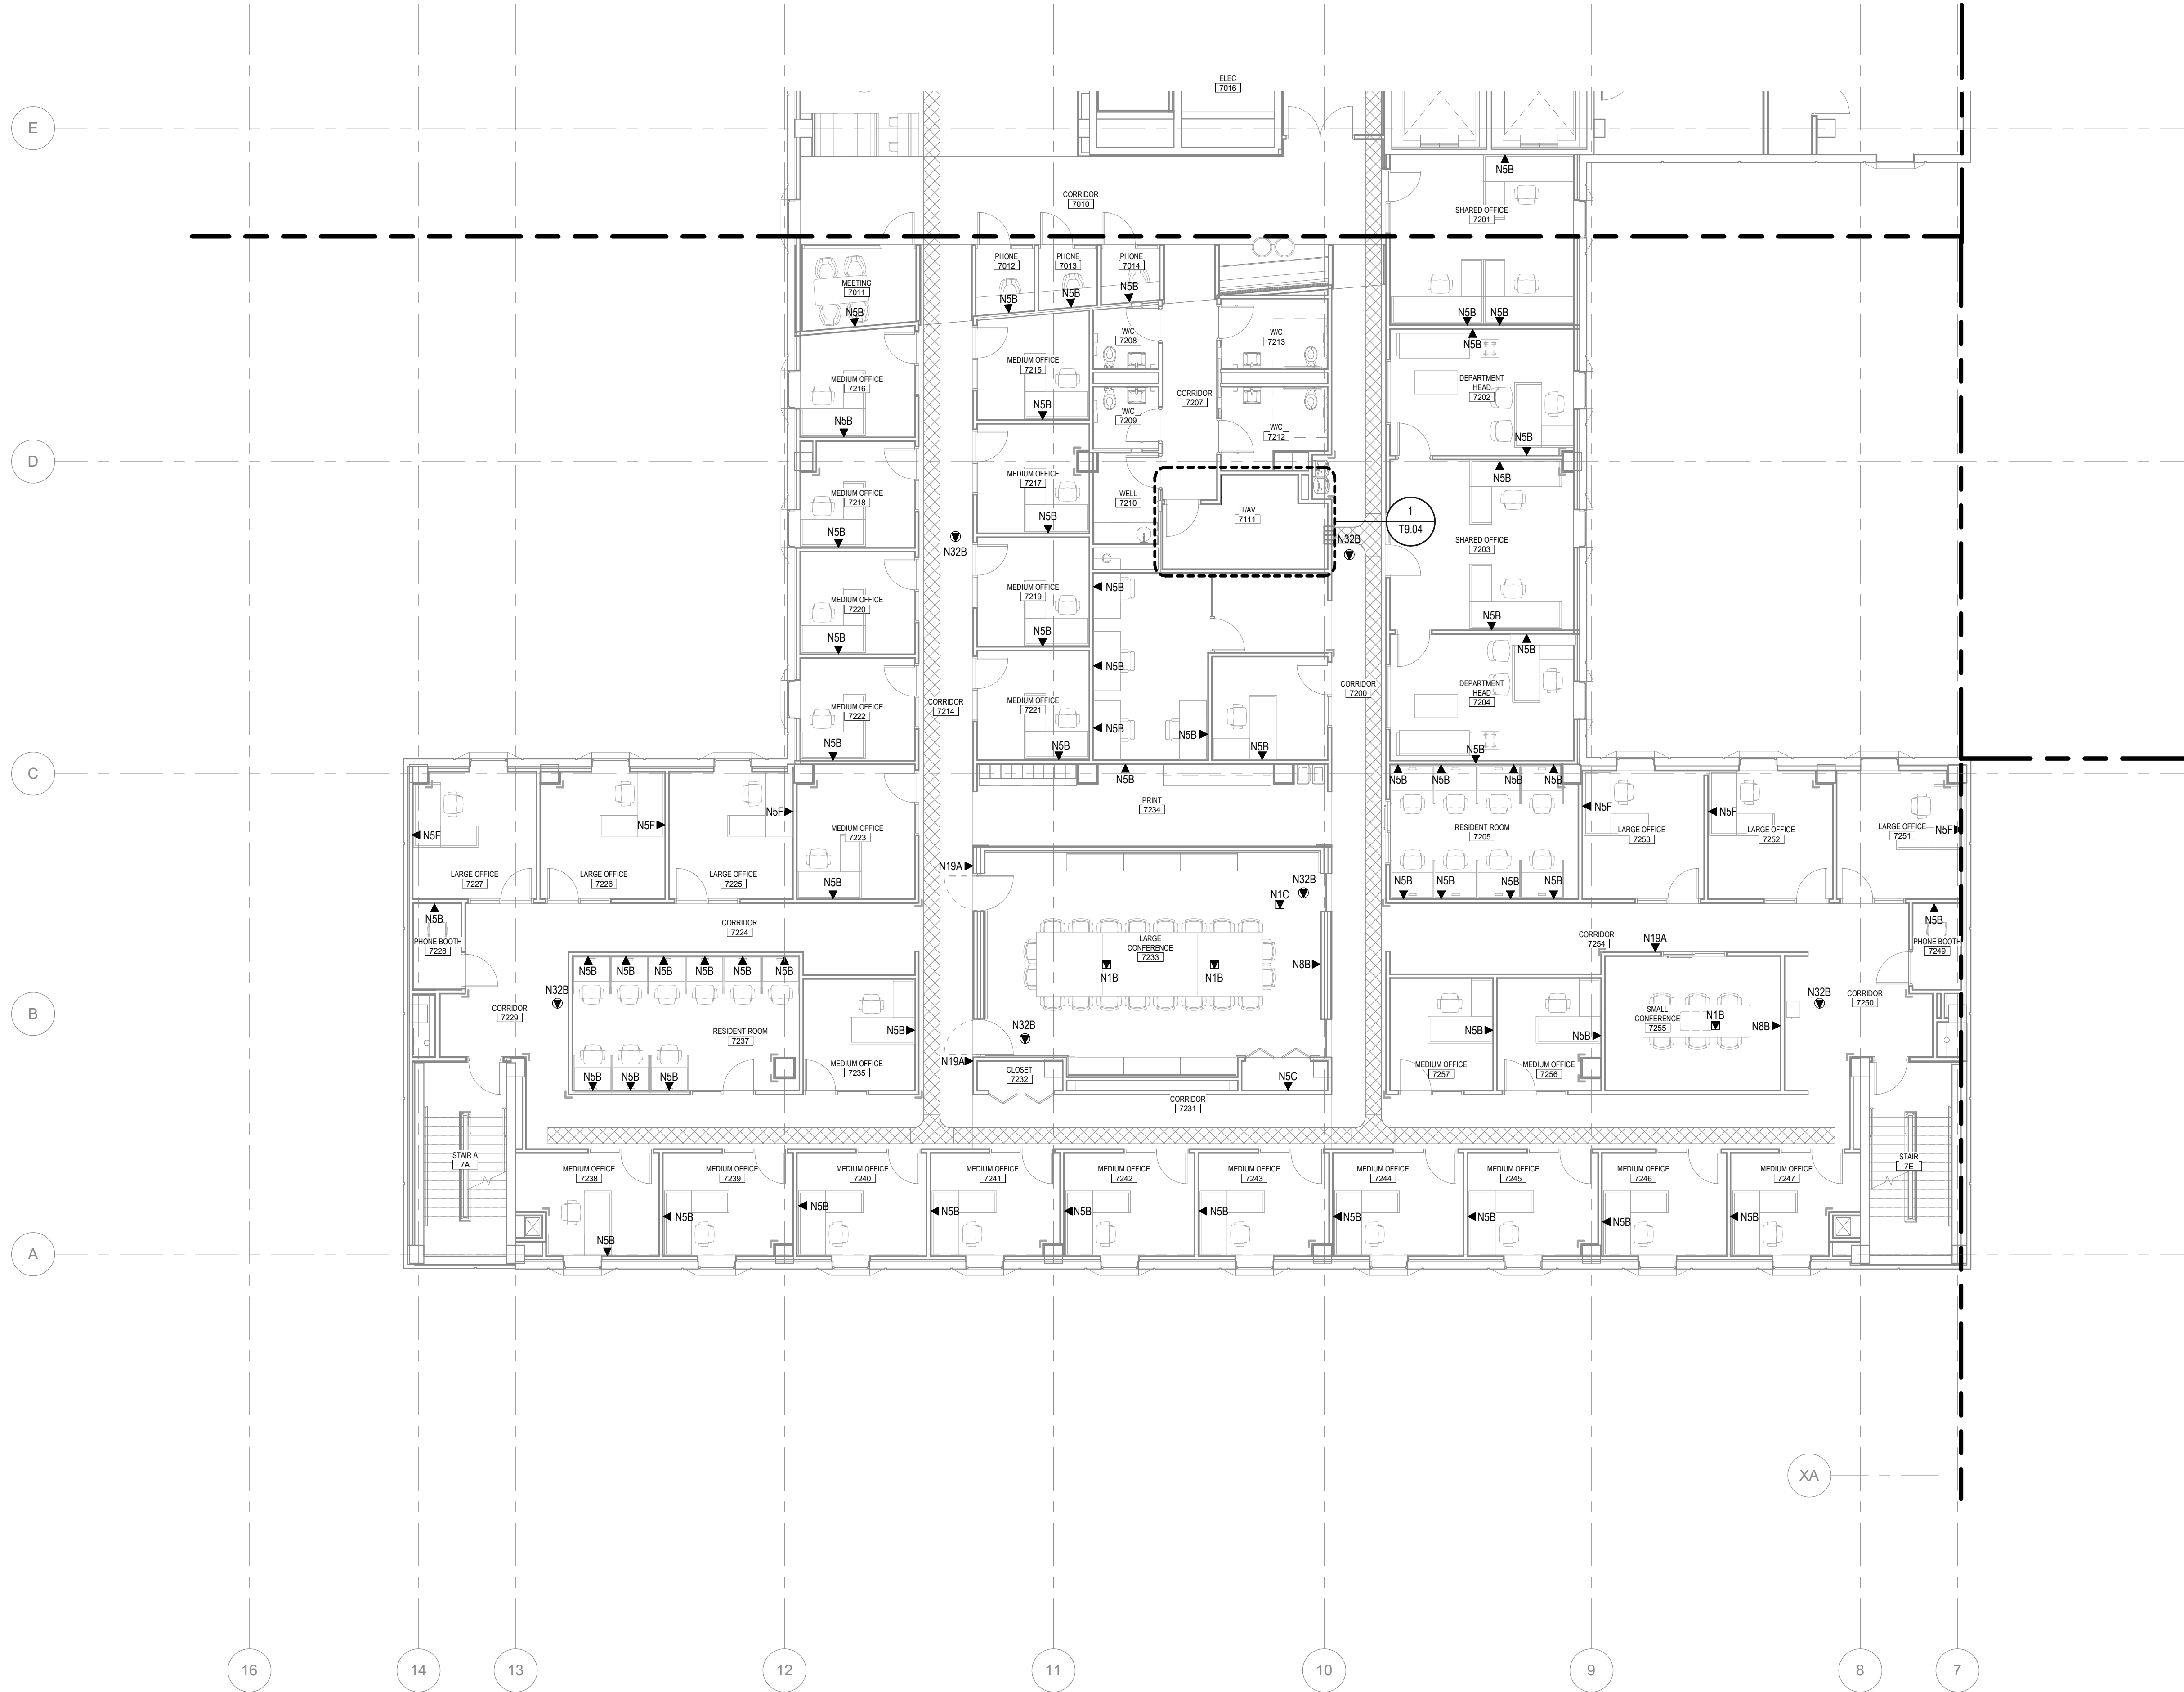 ELEC
7016
E
N5B
CORRIDOR
7010
SHARED OFFICE
7201
PHONE
7012
PHONE
7013
PHONE
7014
MEETING
7011
N5B
N5B
N5B
N5B
N5B
N5B
W/C
7208
W/C
7213
N5B
MEDIUM OFFICE
7215
MEDIUM OFFICE
7216
DEPARTMENT
HEAD
7202
CORRIDOR
7207
N5B
N5B
W/C
7209
W/C
7212
N5B
D
MEDIUM OFFICE
7217
N5B
MEDIUM OFFICE
7218
WELL
7210
IT/AV
7111
1
T9.04
N5B
N5B
N32B
N32B
SHARED OFFICE
7203
MEDIUM OFFICE
7219
N5B
MEDIUM OFFICE
7220
N5B
N5B
N5B
N5B
N5B
CORRIDOR
7200
DEPARTMENT
HEAD
7204
CORRIDOR
7214
MEDIUM OFFICE
7221
MEDIUM OFFICE
7222
N5B
N5B
N5B
N5B
N5B
N5B
C
N5B
N5B
N5B
N5B
N5B
PRINT
7234
N5F
N5F
N5F
N5F
N5F
N5F
MEDIUM OFFICE
7223
RESIDENT ROOM
7205
LARGE OFFICE
7253
LARGE OFFICE
7252
LARGE OFFICE
7251
LARGE OFFICE
7227
LARGE OFFICE
7226
LARGE OFFICE
7225
N19A
N5B
N32B
N1C
N5B
N5B
N5B
N5B
N5B
N5B
PHONE BOOTH
7228
CORRIDOR
7224
LARGE
CONFERENCE
7233
CORRIDOR
7254
N19A
PHONE BOOTH
7249
N5B
N5B
N5B
N5B
N5B
N5B
N1B
N1B
N8B
N32B
N32B
B
CORRIDOR
7229
CORRIDOR
7250
SMALL
CONFERENCE
7255
N1B
N8B
RESIDENT ROOM
7237
N5B
N32B
N5B
N5B
N19A
MEDIUM OFFICE
7235
CLOSET
7232
MEDIUM OFFICE
7257
MEDIUM OFFICE
7256
N5B
N5B
N5B
N5C
CORRIDOR
7231
STAIR A
7A
STAIR
7E
MEDIUM OFFICE
7238
MEDIUM OFFICE
7239
MEDIUM OFFICE
7240
MEDIUM OFFICE
7241
MEDIUM OFFICE
7242
MEDIUM OFFICE
7243
MEDIUM OFFICE
7244
MEDIUM OFFICE
7245
MEDIUM OFFICE
7246
MEDIUM OFFICE
7247
N5B
N5B
N5B
N5B
N5B
N5B
N5B
N5B
N5B
N5B
A
XA
16
14
13
12
11
10
9
8
7